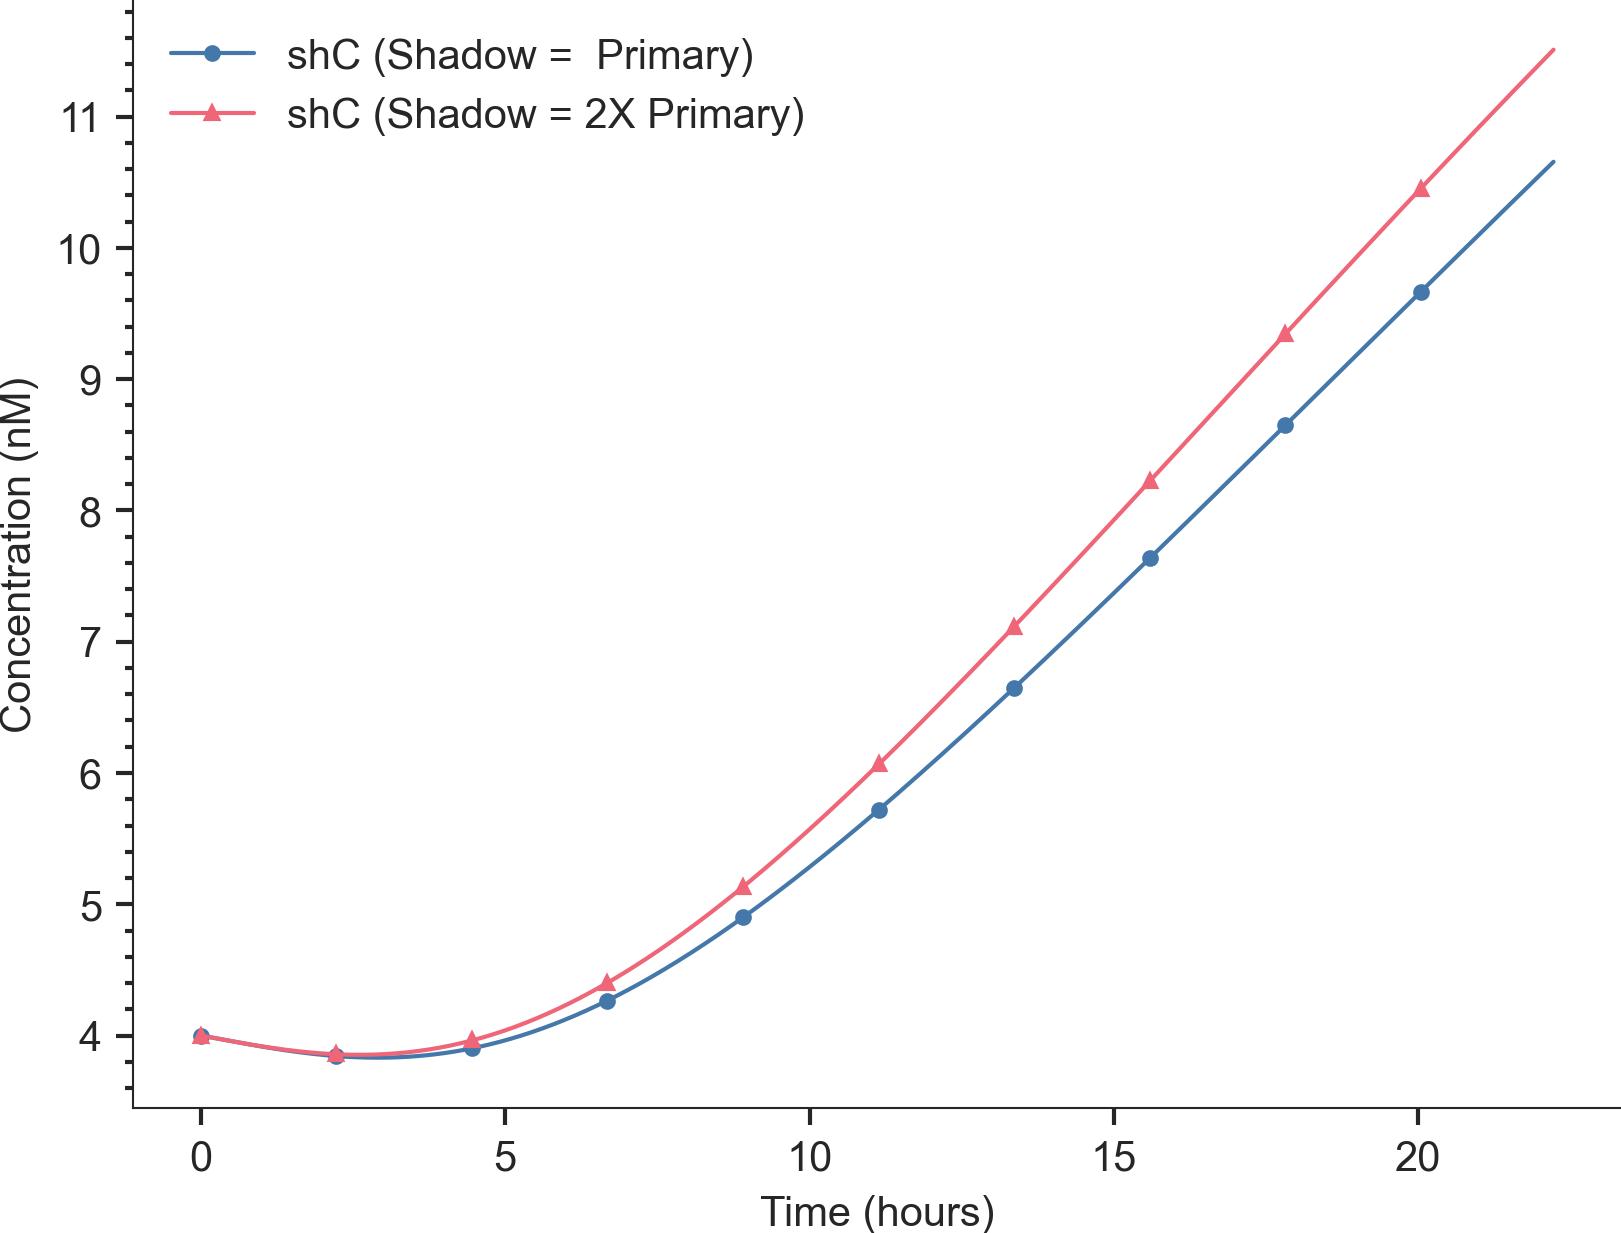 shC (Shadow =  Primary)
shC (Shadow = 2X Primary)
Concentration (nM)
11
10
9
8
7
6
5
4
0 5 10 15 20
Time (hours)